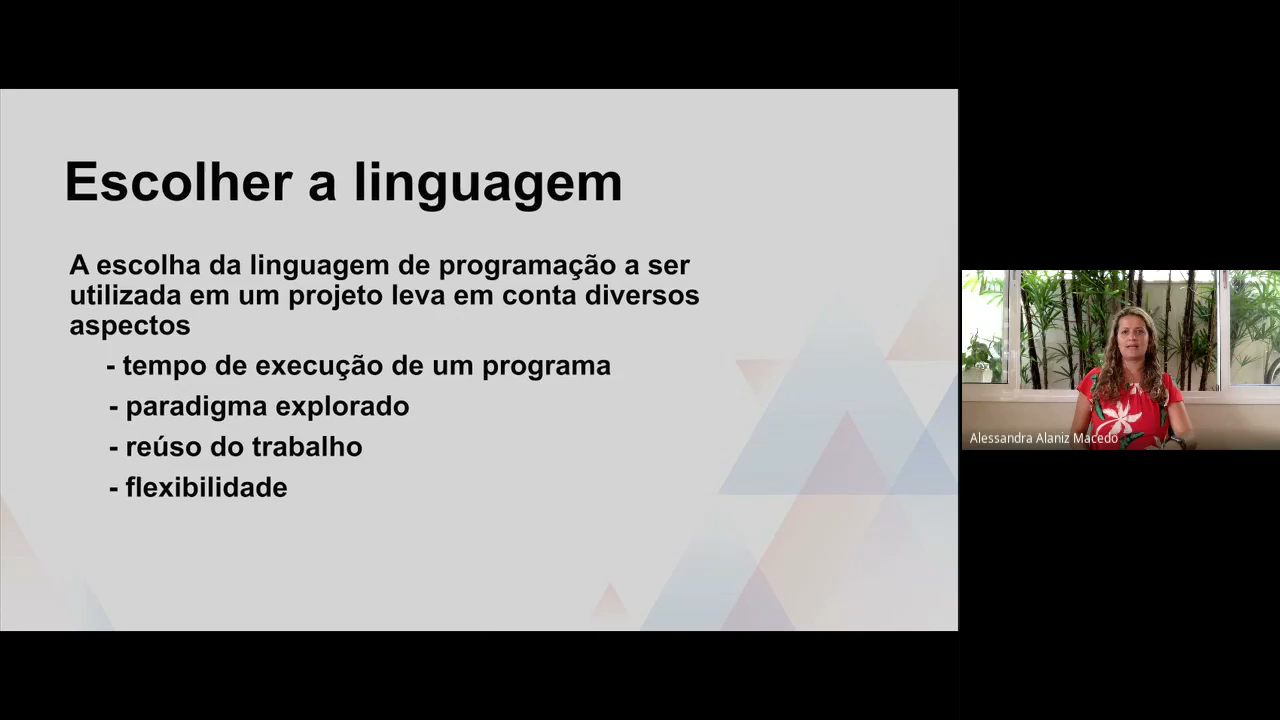 Escolher a linguagem
A escolha da linguagem de programação a ser
utilizada em um projeto leva em conta diversos
aspectos
- tempo de execução de um programa
- paradigma explorado
- reúso do trabalho
- flexibilidade
Alessandra Alaniz Macedo